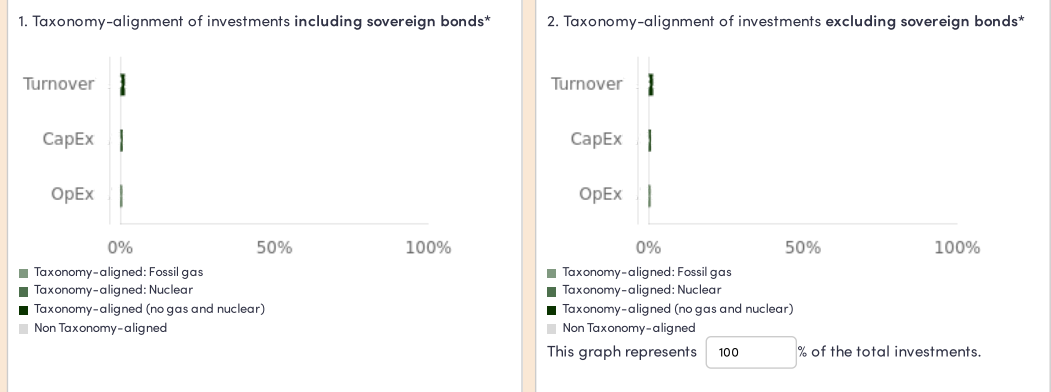 1. Taxonomy-alignment of investments including sovereign bonds*
Turnover
CapEx
OpEx
0% 50% 100%
Taxonomy-aligned: Fossil gas
Taxonomy-aligned: Nuclear
Taxonomy-aligned (no gas and nuclear)
Non Taxonomy-aligned
2. Taxonomy-alignment of investments excluding sovereign bonds*
Turnover
CapEx
OpEx
0% 50% 100%
Taxonomy-aligned: Fossil gas
Taxonomy-aligned: Nuclear
Taxonomy-aligned (no gas and nuclear)
Non Taxonomy-aligned
This graph represents 100 % of the total investments.